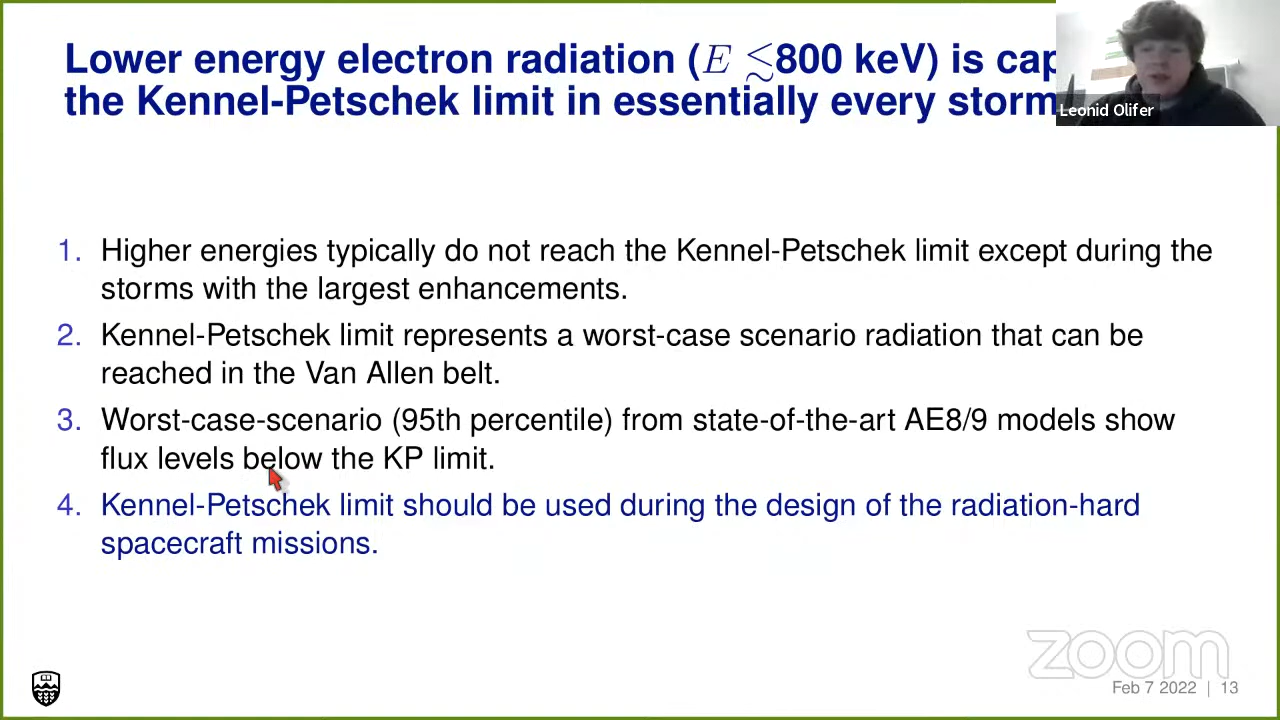 Lower energy electron radiation (E ≲800 keV) is
the Kennel-Petschek limit in essentially every storm
Leonid Olifer
1. Higher energies typically do not reach the Kennel-Petschek limit except during the
storms with the largest enhancements.
2. Kennel-Petschek limit represents a worst-case scenario radiation that can be
reached in the Van Allen belt.
3. Worst-case-scenario (95th percentile) from state-of-the-art AE8/9 models show
flux levels below the KP limit.
4. Kennel-Petschek limit should be used during the design of the radiation-hard
spacecraft missions.
zoom
Feb 7 2022 | 13